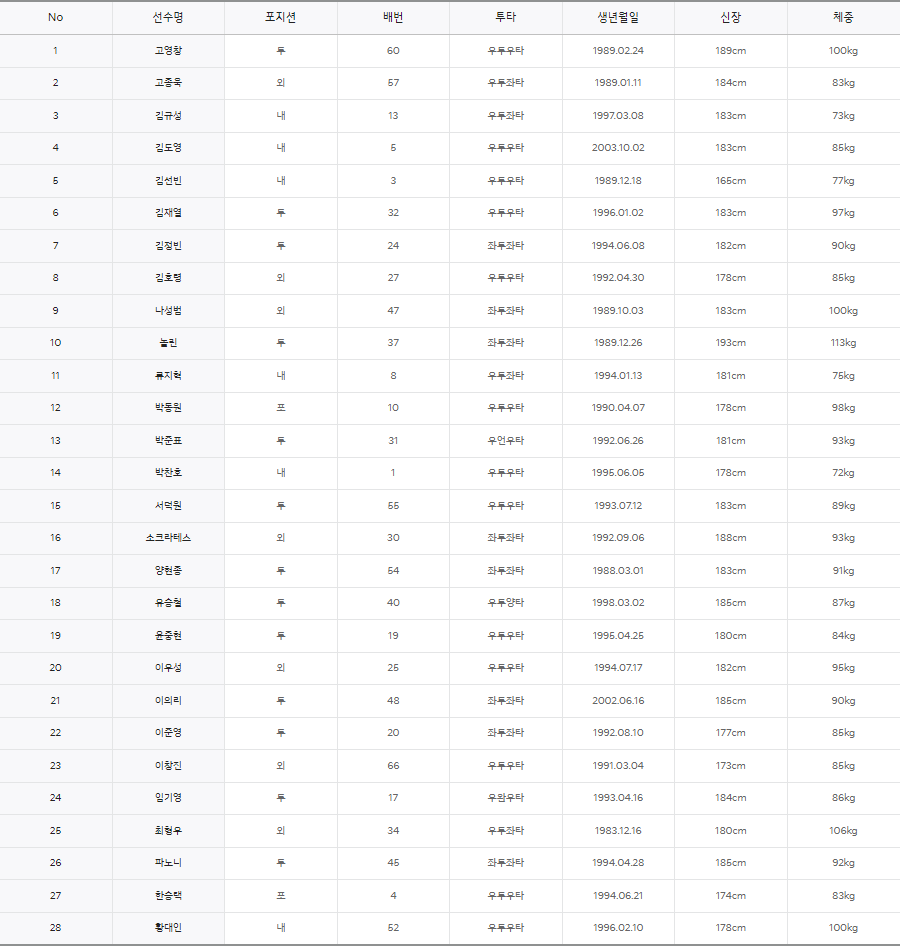 No 선수명 포지션 배번 투타 생년월일 신장 체중
1 고영창 투 60 우투우타 1989.02.24 189cm 100kg
2 고종욱 외 57 우투좌타 1989.01.11 184cm 83kg
3 김규성 내 13 우투좌타 1997.03.08 183cm 73kg
4 김도영 내 5 우투우타 2003.10.02 183cm 85kg
5 김선빈 내 3 우투우타 1989.12.18 165cm 77kg
6 김재열 투 32 우투우타 1996.01.02 183cm 97kg
7 김정빈 투 24 좌투좌타 1994.06.08 182cm 90kg
8 김호령 외 27 우투우타 1992.04.30 178cm 85kg
9 나성범 외 47 좌투좌타 1989.10.03 183cm 100kg
10 놀린 투 37 좌투좌타 1989.12.26 193cm 113kg
11 류지혁 내 8 우투좌타 1994.01.13 181cm 75kg
12 박동원 포 10 우투우타 1990.04.07 178cm 98kg
13 박준표 투 31 우언우타 1992.06.26 181cm 93kg
14 박찬호 내 1 우투우타 1995.06.05 178cm 72kg
15 서덕원 투 55 우투우타 1993.07.12 183cm 89kg
16 소크라테스 외 30 좌투좌타 1992.09.06 188cm 93kg
17 양현종 투 54 좌투좌타 1988.03.01 183cm 91kg
18 유승철 투 40 우투양타 1998.03.02 185cm 87kg
19 윤중현 투 19 우투우타 1995.04.25 180cm 84kg
20 이우성 외 25 우투우타 1994.07.17 182cm 95kg
21 이의리 투 48 좌투좌타 2002.06.16 185cm 90kg
22 이준영 투 20 좌투좌타 1992.08.10 177cm 85kg
23 이창진 외 66 우투우타 1991.03.04 173cm 85kg
24 임기영 투 17 우완우타 1993.04.16 184cm 86kg
25 최형우 외 34 우투좌타 1983.12.16 180cm 106kg
26 파노니 투 45 좌투좌타 1994.04.28 185cm 92kg
27 한승택 포 4 우투우타 1994.06.21 174cm 83kg
28 황대인 내 52 우투우타 1996.02.10 178cm 100kg